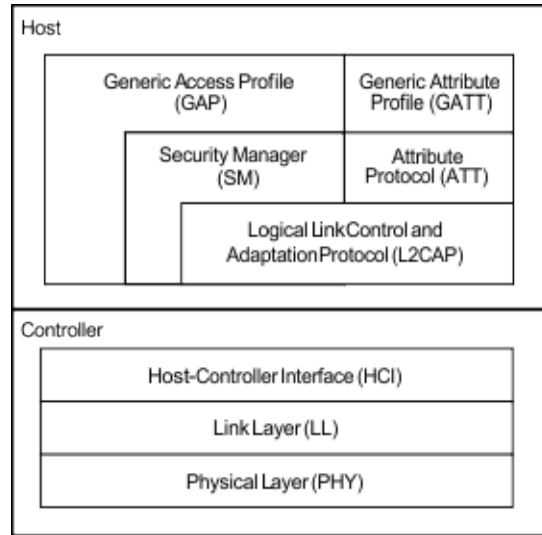 Host
Generic Access Profile
(GAP)
Generic Attribute
Profile (GATT)
Security Manager
(SM)
Attribute
Protocol (ATT)
Logical Link Control and
Adaptation Protocol (L2CAP)
Controller
Host-Controller Interface (HCI)
Link Layer (LL)
Physical Layer (PHY)